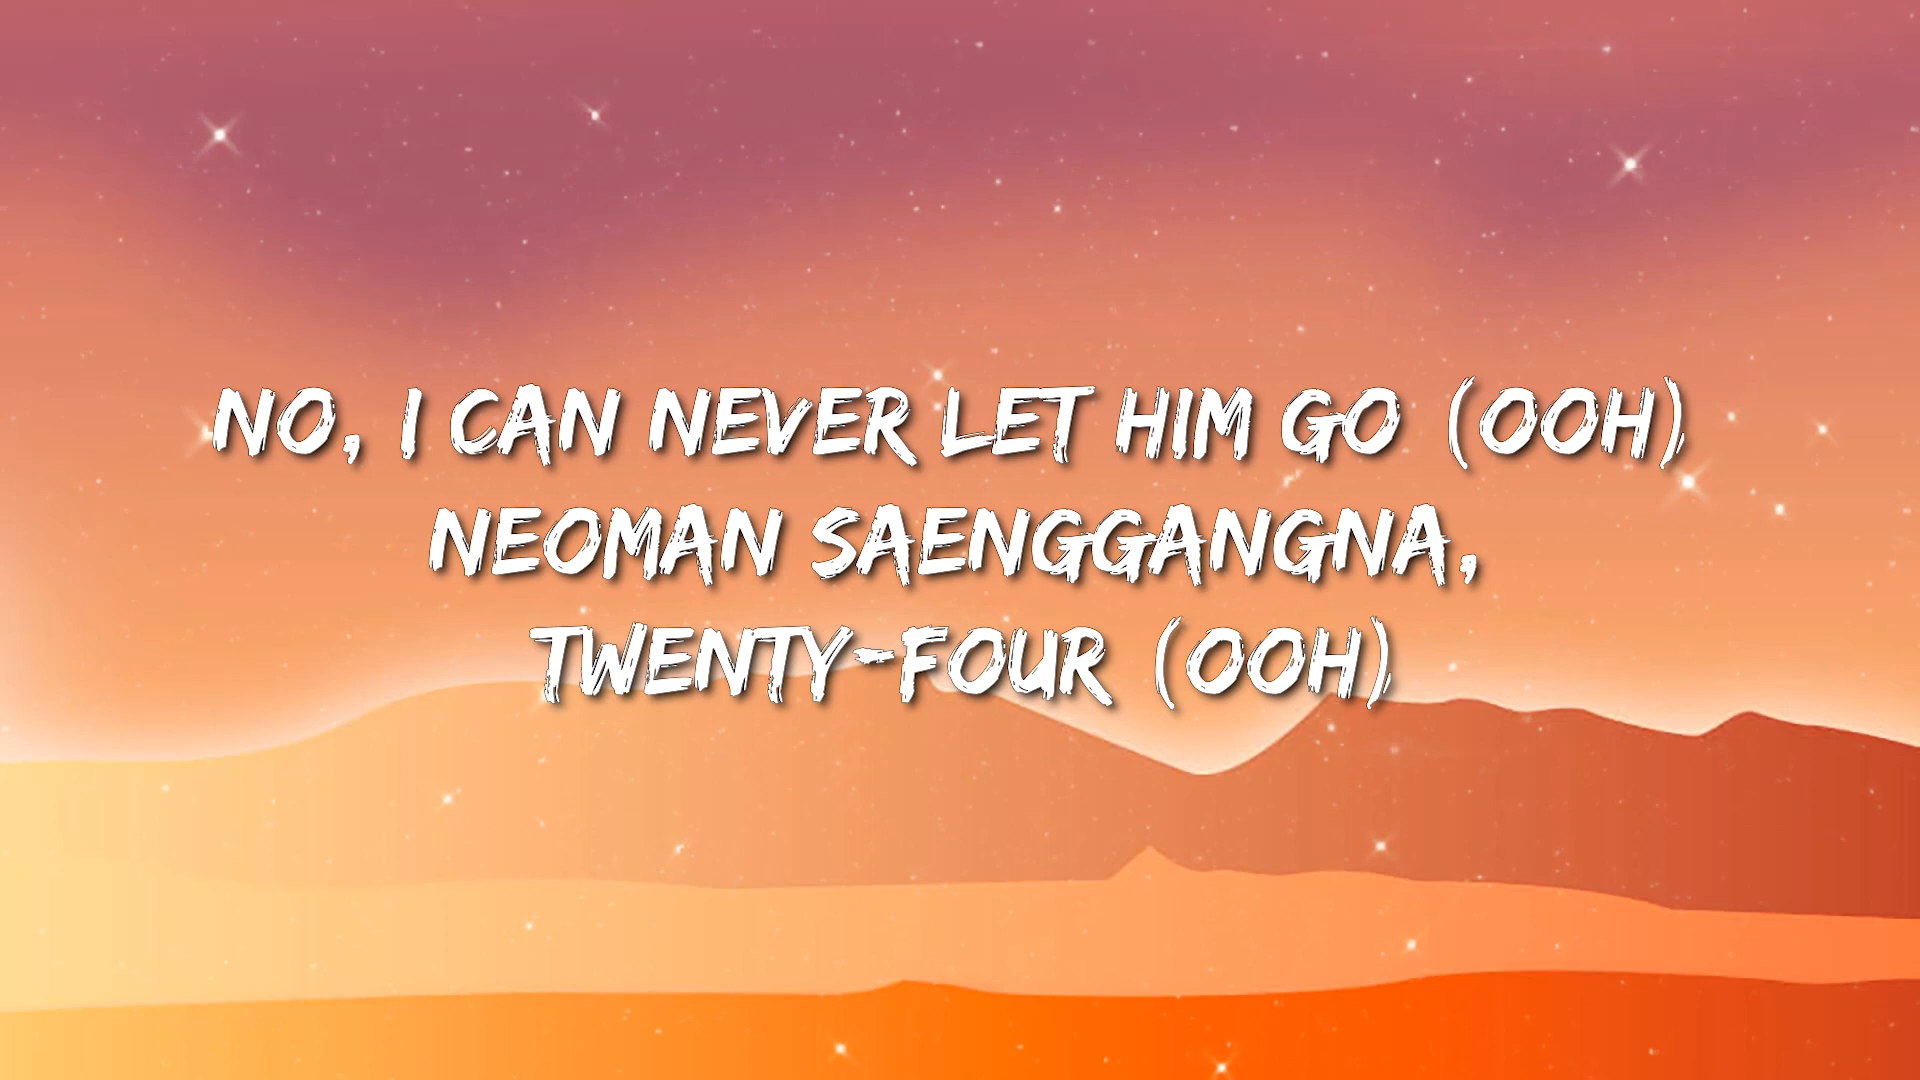 NO, I CAN NEVER LET HIM GO (OOH)
NEOMAN SAENGGANGNA,
TWENTY-FOUR (OOH)